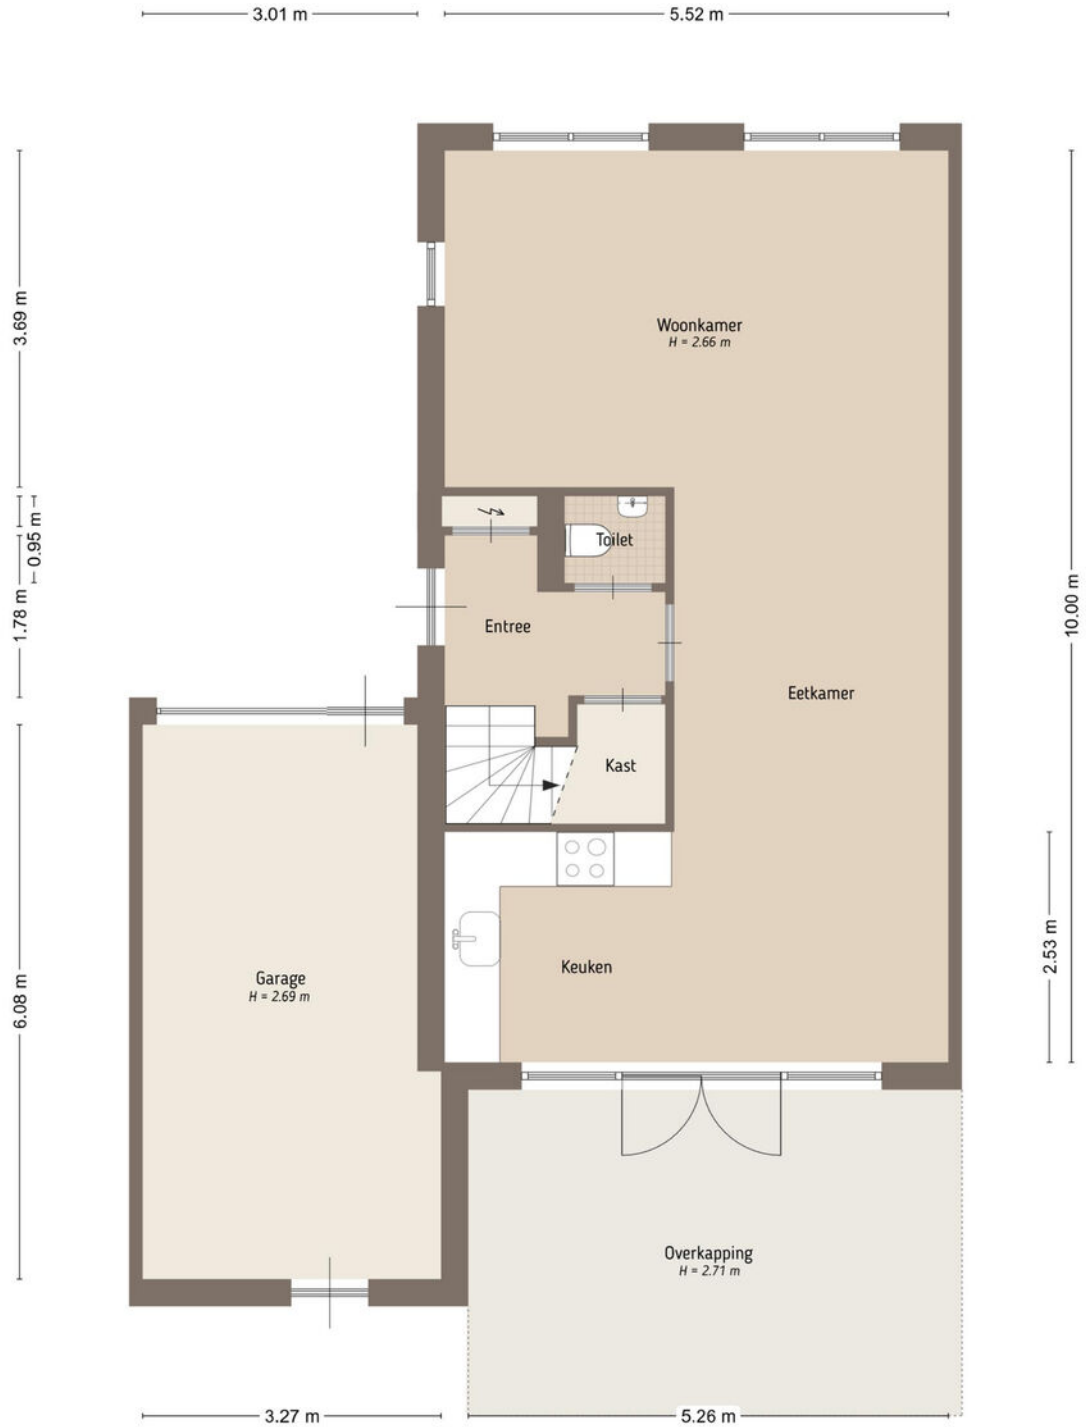 3.01 m
5.52 m
3.69 m
Woonkamer
H = 2.66 m
0.95 m
Toilet
1.78 m
10.00 m
Entree
Eetkamer
Kast
2.53 m
Keuken
Garage
H = 2.69 m
6.08 m
Overkapping
H = 2.71 m
3.27 m
5.26 m